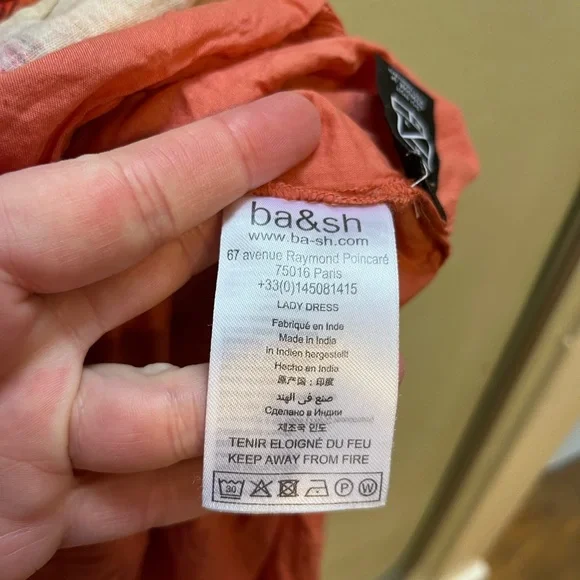 ba&sh
www.ba-sh.com
67 avenue Raymond Poincaré
75016 Paris
+33(0)145081415
LADY DRESS
Fabriqué en Inde
Made in India
in Indien hergestellt
Hecho en India
原产国：印度
صنع في الهند
Сделано в Индии
제조국 인도
TENIR ELOIGNÉ DU FEU
KEEP AWAY FROM FIRE
30 P W